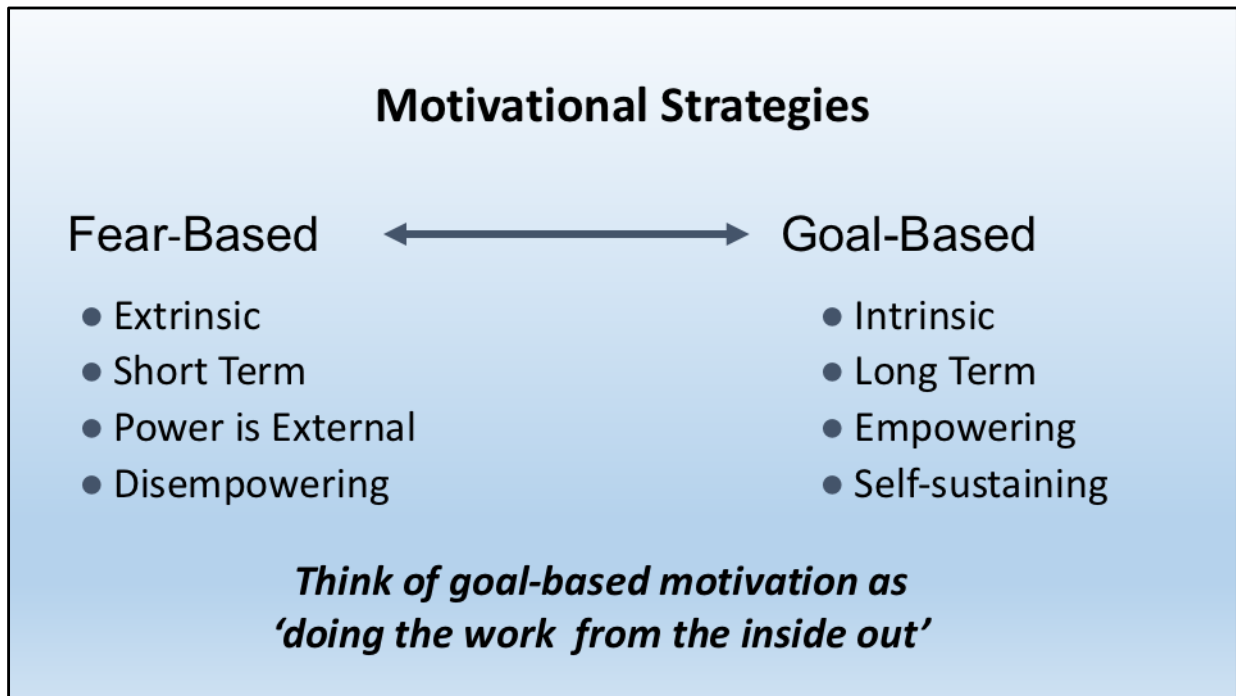 Motivational Strategies
Fear-Based
Goal-Based
● Extrinsic
● Short Term
● Power is External
● Disempowering
● Intrinsic
● Long Term
● Empowering
● Self-sustaining
Think of goal-based motivation as
‘doing the work from the inside out’